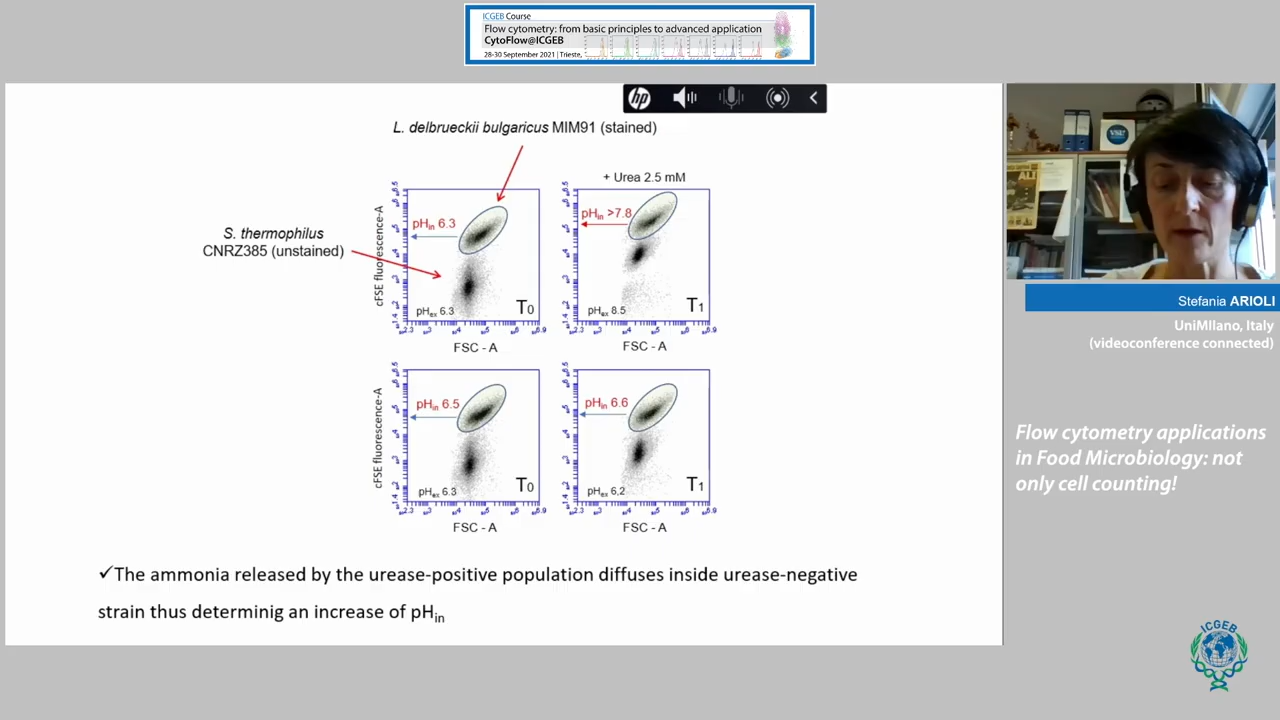 ICGEB Course
Flow cytometry: from basic principles to advanced application
CytoFlow@ICGEB
28-30 September 2021 | Trieste,
hp
L. delbrueckii bulgaricus MIM91 (stained)
+ Urea 2.5 mM
S. thermophilus
CNRZ385 (unstained)
cFSE fluorescence-A
pHin 6.3
pHex 6.3
T0
FSC - A
pHin >7.8
pHex 8.5
T1
FSC - A
cFSE fluorescence-A
pHin 6.5
pHex 6.3
T0
FSC - A
pHin 6.6
pHex 6,2
T1
FSC - A
✓The ammonia released by the urease-positive population diffuses inside urease-negative
strain thus determinig an increase of pHin
Stefania ARIOLI
UniMIlano, Italy
(videoconference connected)
Flow cytometry applications
in Food Microbiology: not
only cell counting!
ICGEB